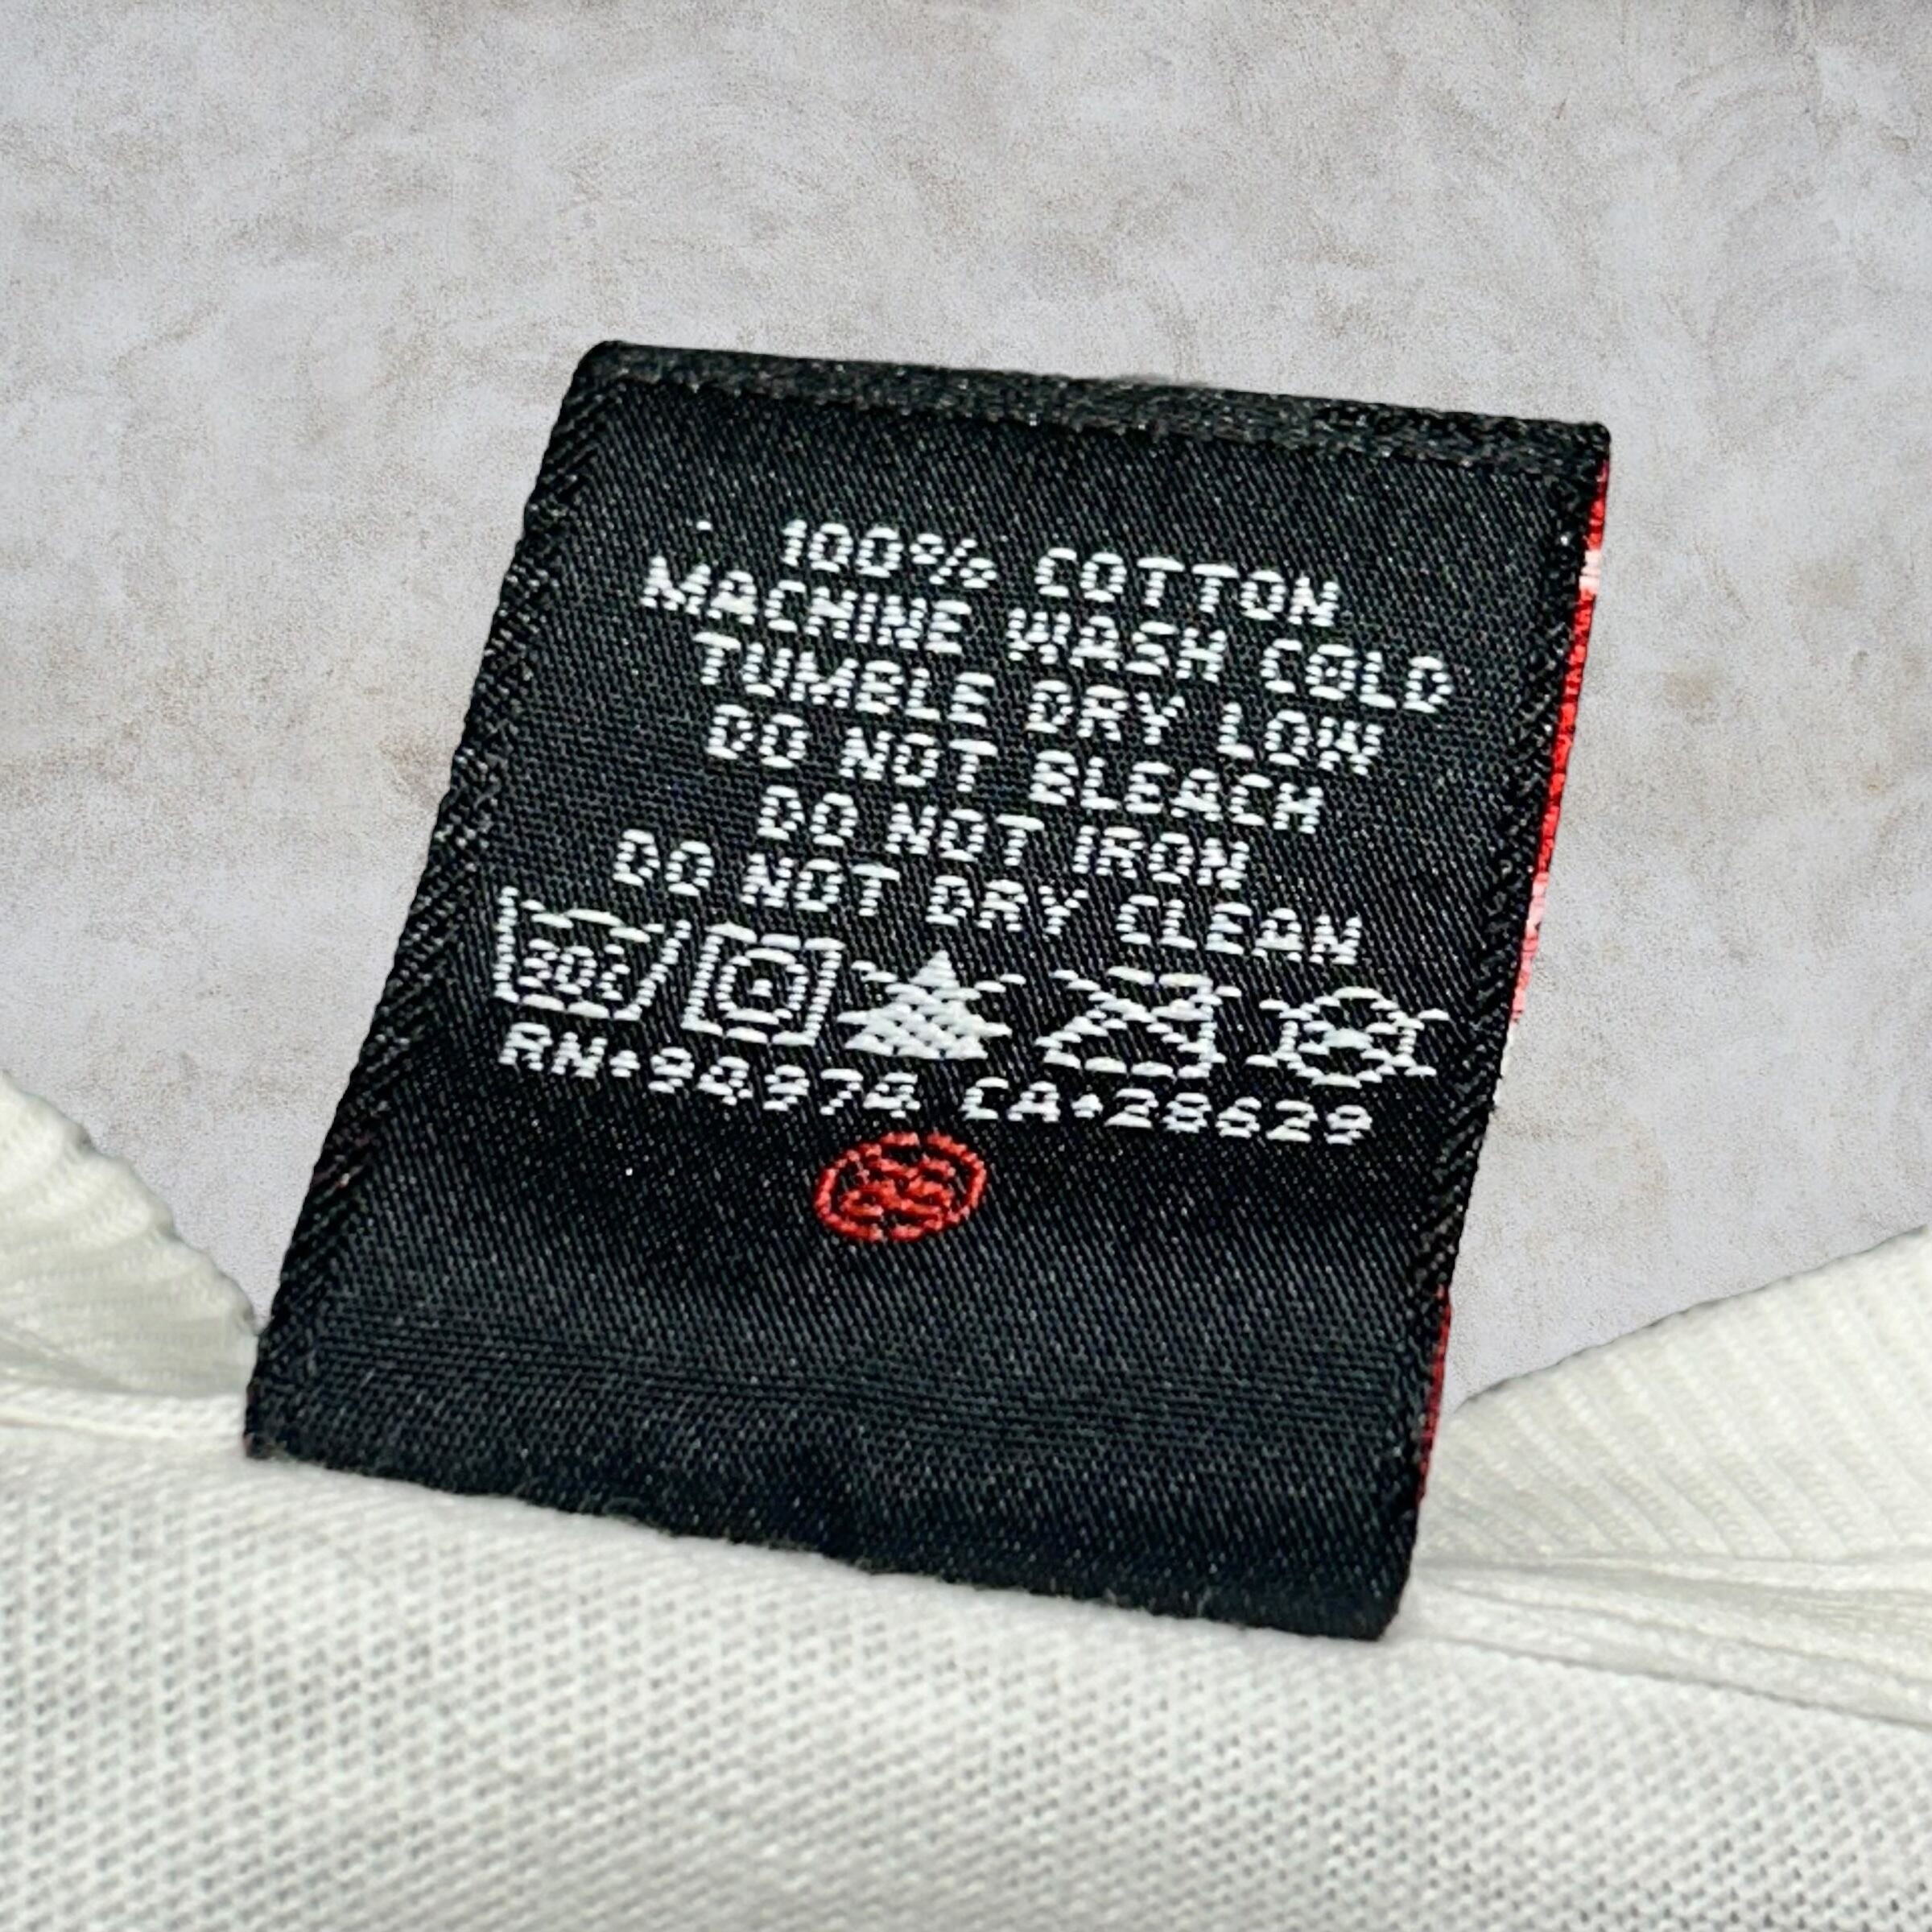 100% COTTON
MACHINE WASH COLD
TUMBLE DRY LOW
DO NOT BLEACH
DO NOT IRON
DO NOT DRY CLEAN
30C
RN•94974 CA•28629